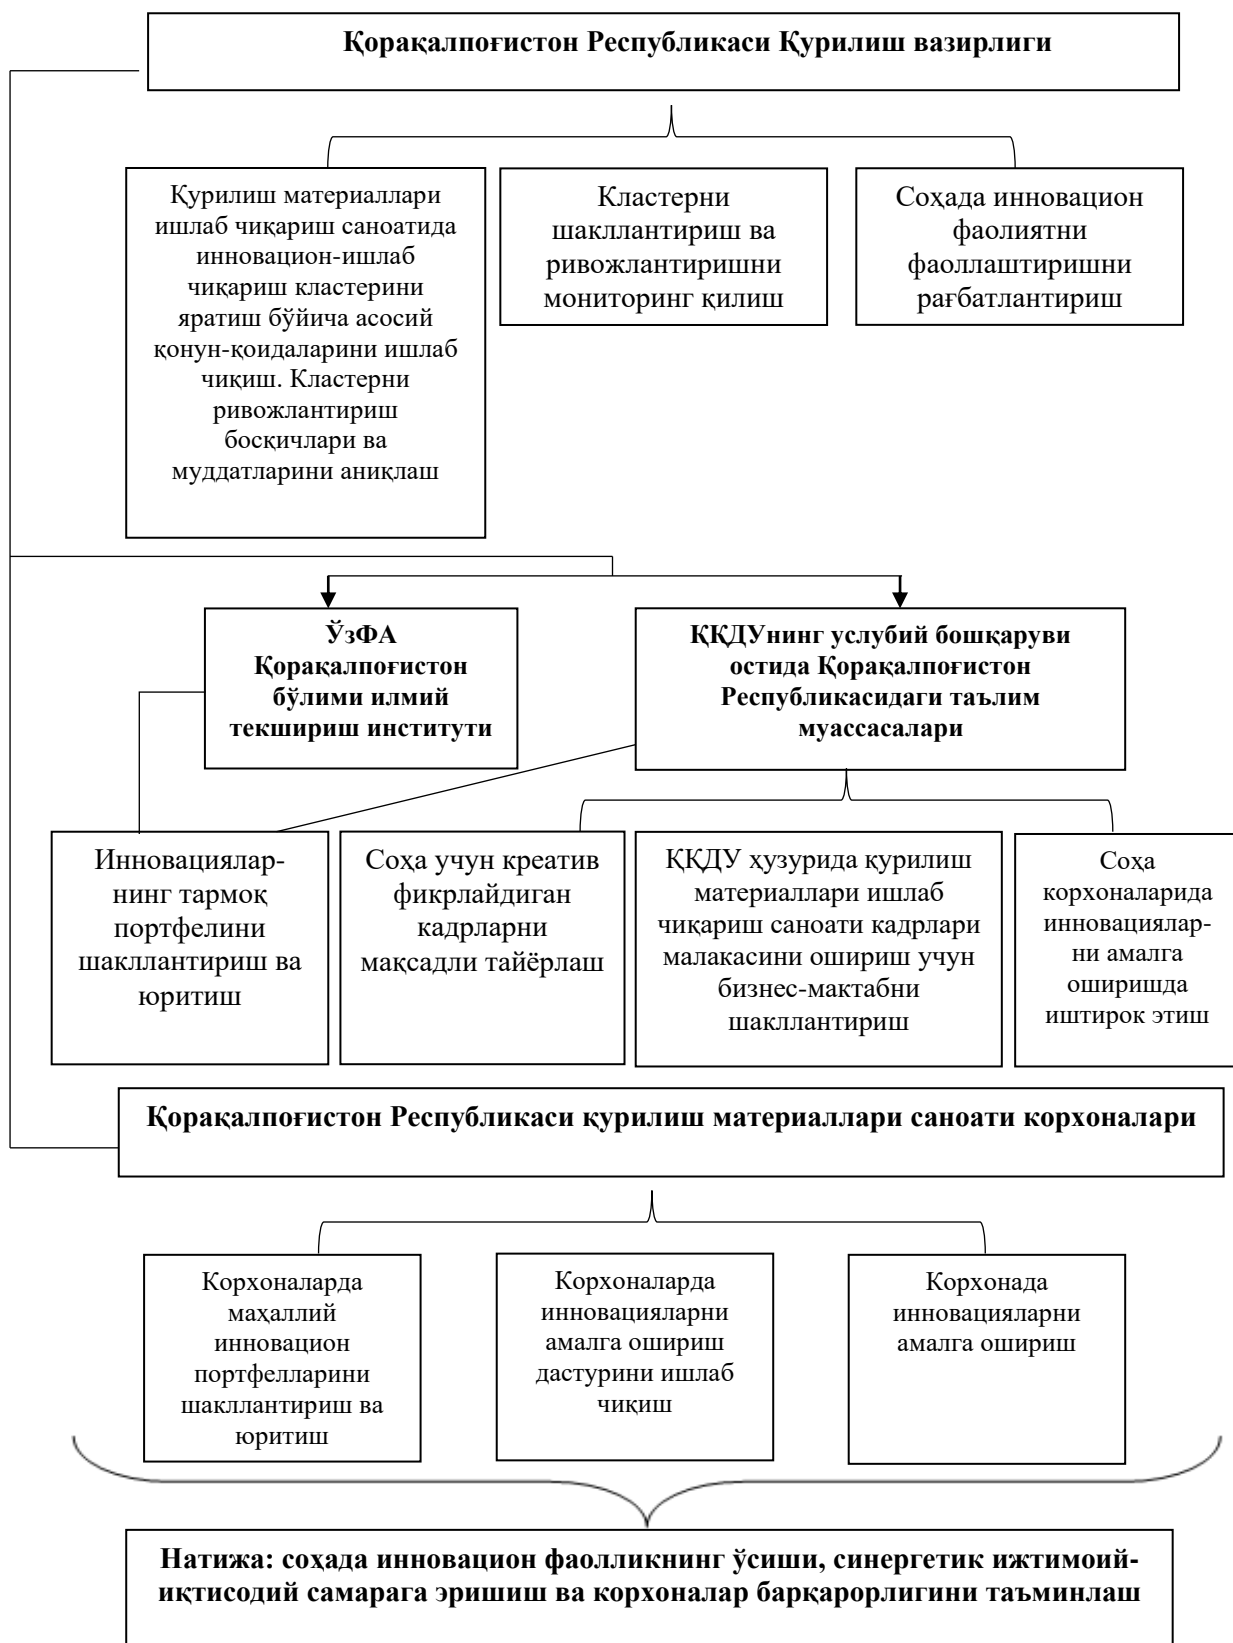 Қорақалпоғистон Республикаси Қурилиш вазирлиги
Қурилиш материаллари
ишлаб чиқариш саноатида
инновацион-ишлаб
чиқариш кластерини
яратиш бўйича асосий
қонун-қоидаларини ишлаб
чиқиш. Кластерни
ривожлантириш
босқичлари ва
муддатларини аниқлаш
Кластерни
шакллантириш ва
ривожлантиришни
мониторинг қилиш
Соҳада инновацион
фаолиятни
фаоллаштиришни
рағбатлантириш
ЎзФА
Қорақалпоғистон
бўлими илмий
текшириш институти
ҚҚДУнинг услубий бошқаруви
остида Қорақалпоғистон
Республикасидаги таълим
муассасалари
Инновациялар-
нинг тармоқ
портфелини
шакллантириш ва
юритиш
Соҳа учун креатив
фикрлайдиган
кадрларни
мақсадли тайёрлаш
ҚҚДУ ҳузурида қурилиш
материаллари ишлаб
чиқариш саноати кадрлари
малакасини ошириш учун
бизнес-мактабни
шакллантириш
Соҳа
корхоналарида
инновациялар-
ни амалга
оширишда
иштирок этиш
Қорақалпоғистон Республикаси қурилиш материаллари саноати корхоналари
Корхоналарда
маҳаллий
инновацион
портфелларини
шакллантириш ва
юритиш
Корхоналарда
инновацияларни
амалга ошириш
дастурини ишлаб
чиқиш
Корхонада
инновацияларни
амалга ошириш
Натижа: соҳада инновацион фаолликнинг ўсиши, синергетик ижтимоий-
иқтисодий самарага эришиш ва корхоналар барқарорлигини таъминлаш